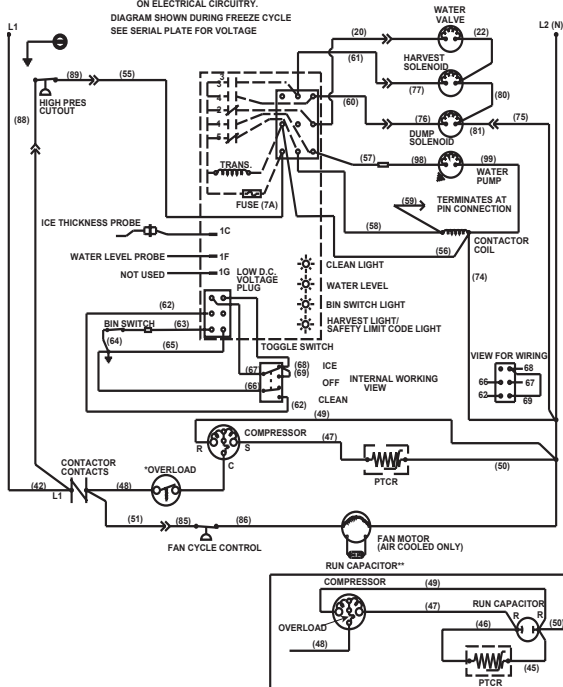 ON ELECTRICAL CIRCUITRY.
DIAGRAM SHOWN DURING FREEZE CYCLE
SEE SERIAL PLATE FOR VOLTAGE
L1
L2 (N)
WATER
VALVE
(20)
(22)
(61)
HARVEST
SOLENOID
(77)
(80)
(89)
(55)
HIGH PRES
CUTOUT
(88)
3
3
4
2
1
5
(60)
(76)
(81)
(75)
DUMP
SOLENOID
TRANS.
FUSE (7A)
(57)
(98)
(99)
WATER
PUMP
(59)
TERMINATES AT
PIN CONNECTION
(58)
(56)
CONTACTOR
COIL
(74)
ICE THICKNESS PROBE
1C
WATER LEVEL PROBE
1F
NOT USED
1G
LOW D.C.
VOLTAGE
PLUG
CLEAN LIGHT
WATER LEVEL
BIN SWITCH LIGHT
HARVEST LIGHT/
SAFETY LIMIT CODE LIGHT
(62)
BIN SWITCH
(63)
(64)
(65)
TOGGLE SWITCH
(67)
(68)
(69)
(66)
(62)
ICE
OFF
CLEAN
INTERNAL WORKING
VIEW
VIEW FOR WIRING
68
66
67
62
69
(49)
COMPRESSOR
R
S
C
(47)
PTCR
(50)
CONTACTOR
CONTACTS
(42)
L1
(48)
*OVERLOAD
(51)
(85)
(86)
FAN CYCLE CONTROL
FAN MOTOR
(AIR COOLED ONLY)
RUN CAPACITOR**
COMPRESSOR
(49)
(47)
RUN CAPACITOR
R
R
(50)
OVERLOAD
(46)
(48)
(45)
PTCR